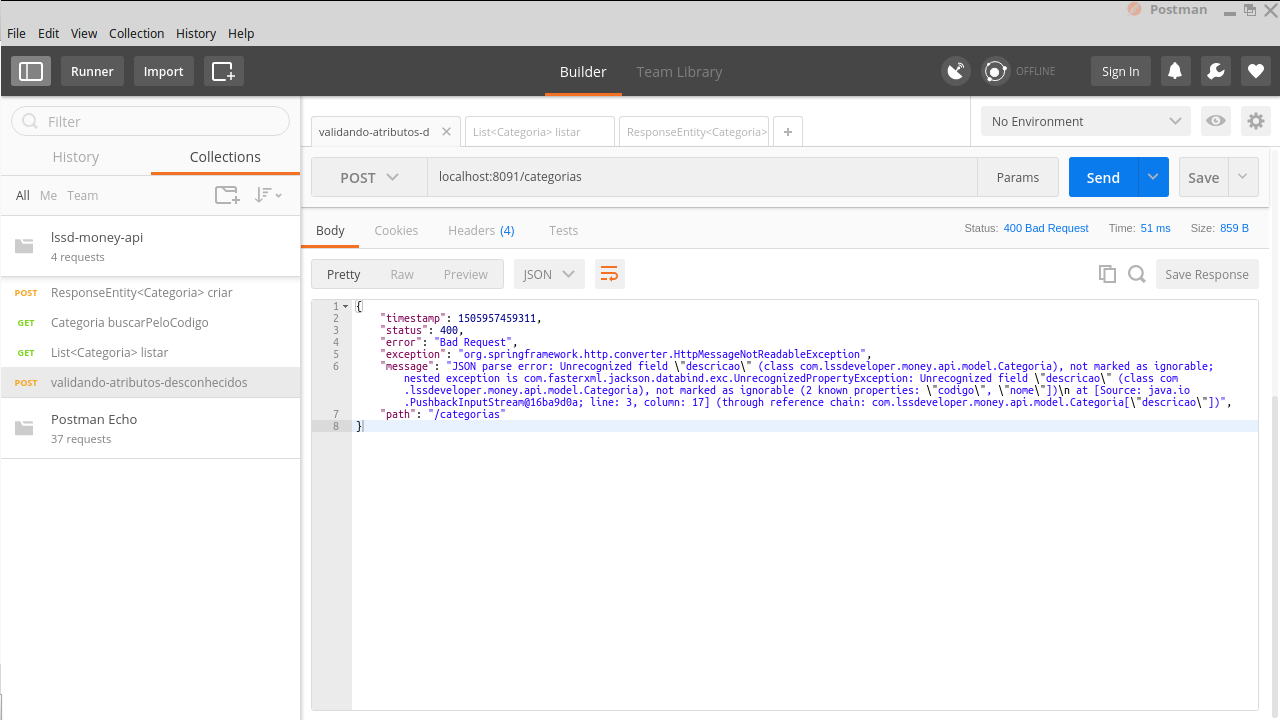 Postman
File Edit View Collection History Help
Runner Import Builder Team Library OFFLINE Sign In
Filter
History Collections
All Me Team
lssd-money-api
4 requests
POST ResponseEntity<Categoria> criar
GET Categoria buscarPeloCodigo
GET List<Categoria> listar
POST validando-atributos-desconhecidos
Postman Echo
37 requests
validando-atributos-d List<Categoria> listar ResponseEntity<Categoria> No Environment
POST localhost:8091/categorias Params Send Save
Body Cookies Headers (4) Tests Status: 400 Bad Request Time: 51 ms Size: 859 B
Pretty Raw Preview JSON Save Response
1 {
2 "timestamp": 1505957459311,
3 "status": 400,
4 "error": "Bad Request",
5 "exception": "org.springframework.http.converter.HttpMessageNotReadableException",
6 "message": "JSON parse error: Unrecognized field \"descricao\" (class com.lssdeveloper.money.api.model.Categoria), not marked as ignorable;
nested exception is com.fasterxml.jackson.databind.exc.UnrecognizedPropertyException: Unrecognized field \"descricao\" (class com
.lssdeveloper.money.api.model.Categoria), not marked as ignorable (2 known properties: \"codigo\", \"nome\"])\n at [Source: java.io
.PushbackInputStream@16ba9d0a; line: 3, column: 17] (through reference chain: com.lssdeveloper.money.api.model.Categoria[\"descricao\"])",
7 "path": "/categorias"
8 }